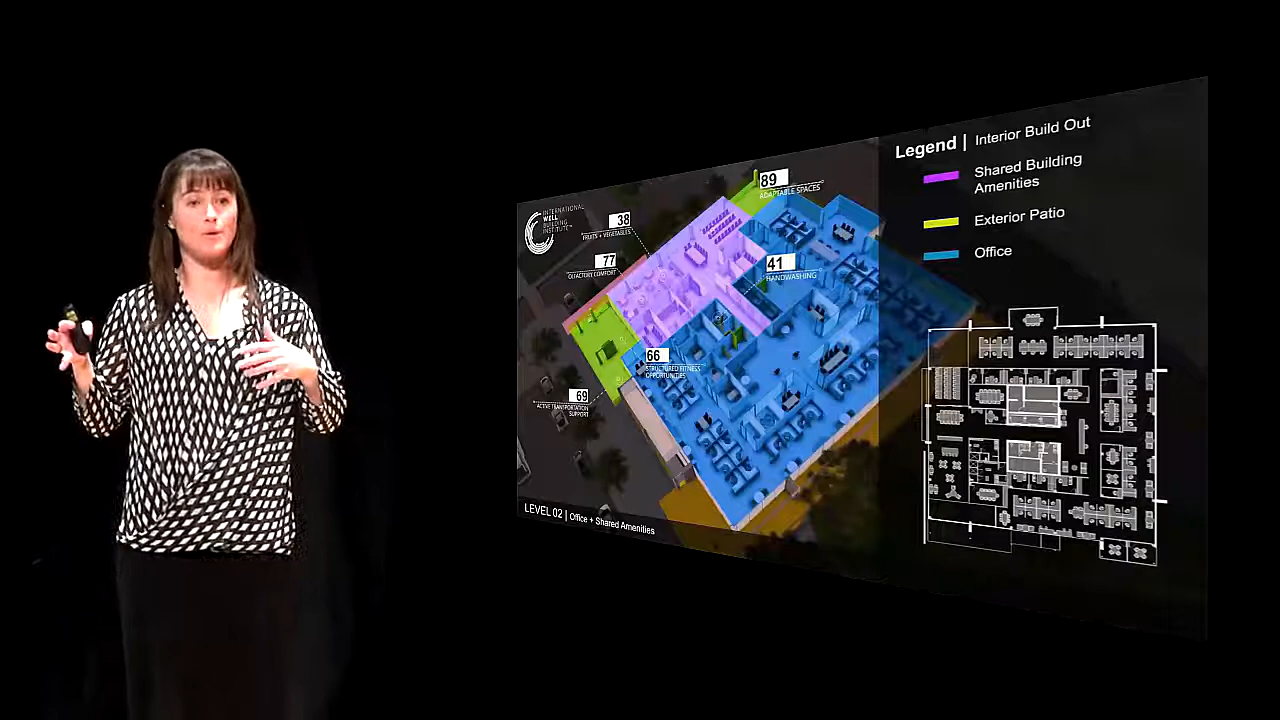 INTERNATIONAL
WELL
BUILDING
INSTITUTE™
89
ADAPTABLE SPACES
38
FRUITS + VEGETABLES
77
OLFACTORY COMFORT
41
HANDWASHING
66
STRUCTURED FITNESS
OPPORTUNITIES
69
ACTIVE TRANSPORTATION
SUPPORT
LEVEL 02 | Office + Shared Amenities
Legend | Interior Build Out
Shared Building
Amenities
Exterior Patio
Office